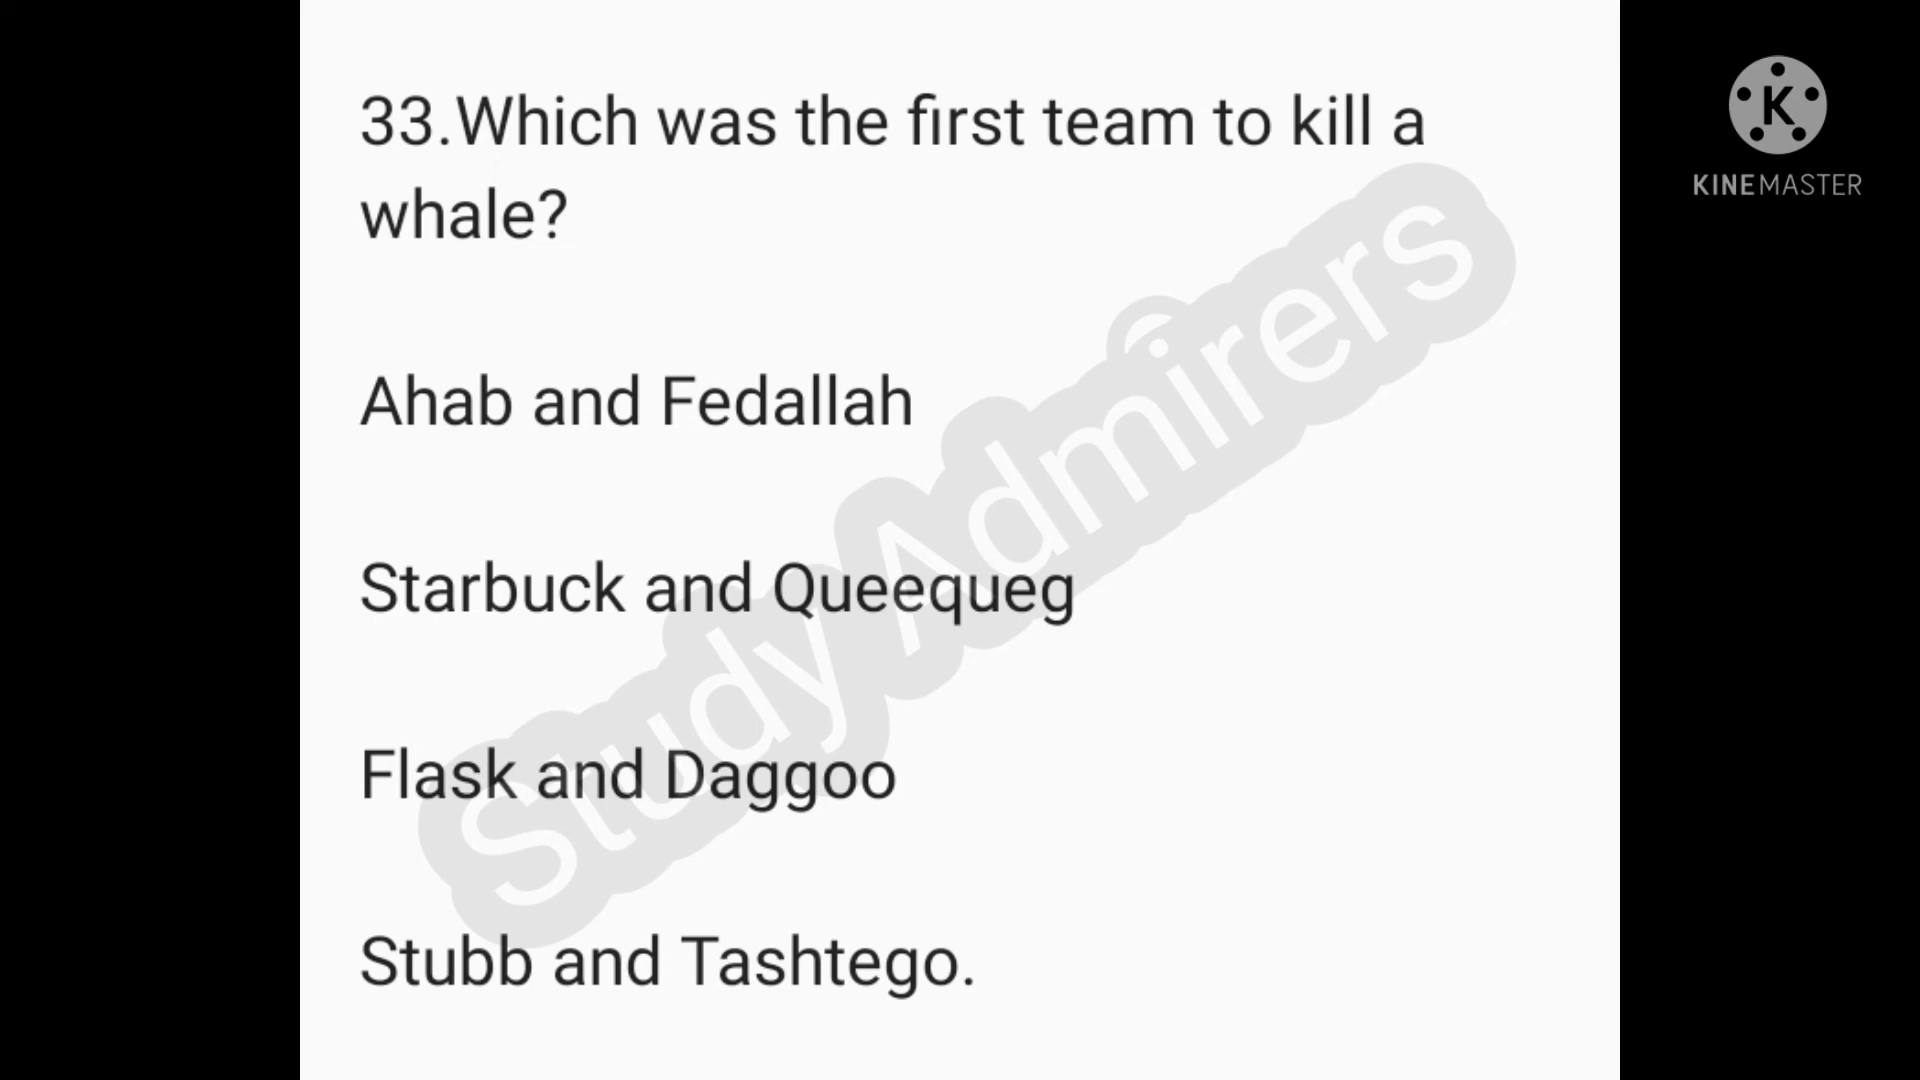 33.Which was the first team to kill a
whale?
Ahab and Fedallah
Starbuck and Queequeg
Flask and Daggoo
Stubb and Tashtego.
Study Admirers
K
KINEMASTER